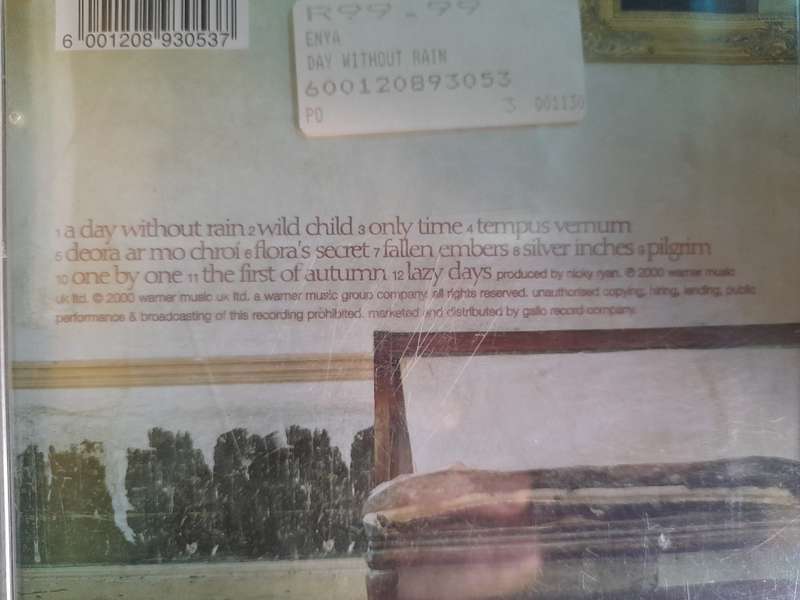 6 001208 930537
R99.99
ENYA
DAY WITHOUT RAIN
600120893053
PO 3 001130
1 a day without rain 2 wild child 3 only time 4 tempus vernum
5 deora ar mo chroí 6 flora's secret 7 fallen embers 8 silver inches 9 pilgrim
10 one by one 11 the first of autumn 12 lazy days produced by nicky ryan. ℗ 2000 warner music
uk ltd. © 2000 warner music uk ltd. a warner music group company. all rights reserved. unauthorised copying, hiring, lending, public
performance & broadcasting of this recording prohibited. marketed and distributed by gallo record company.